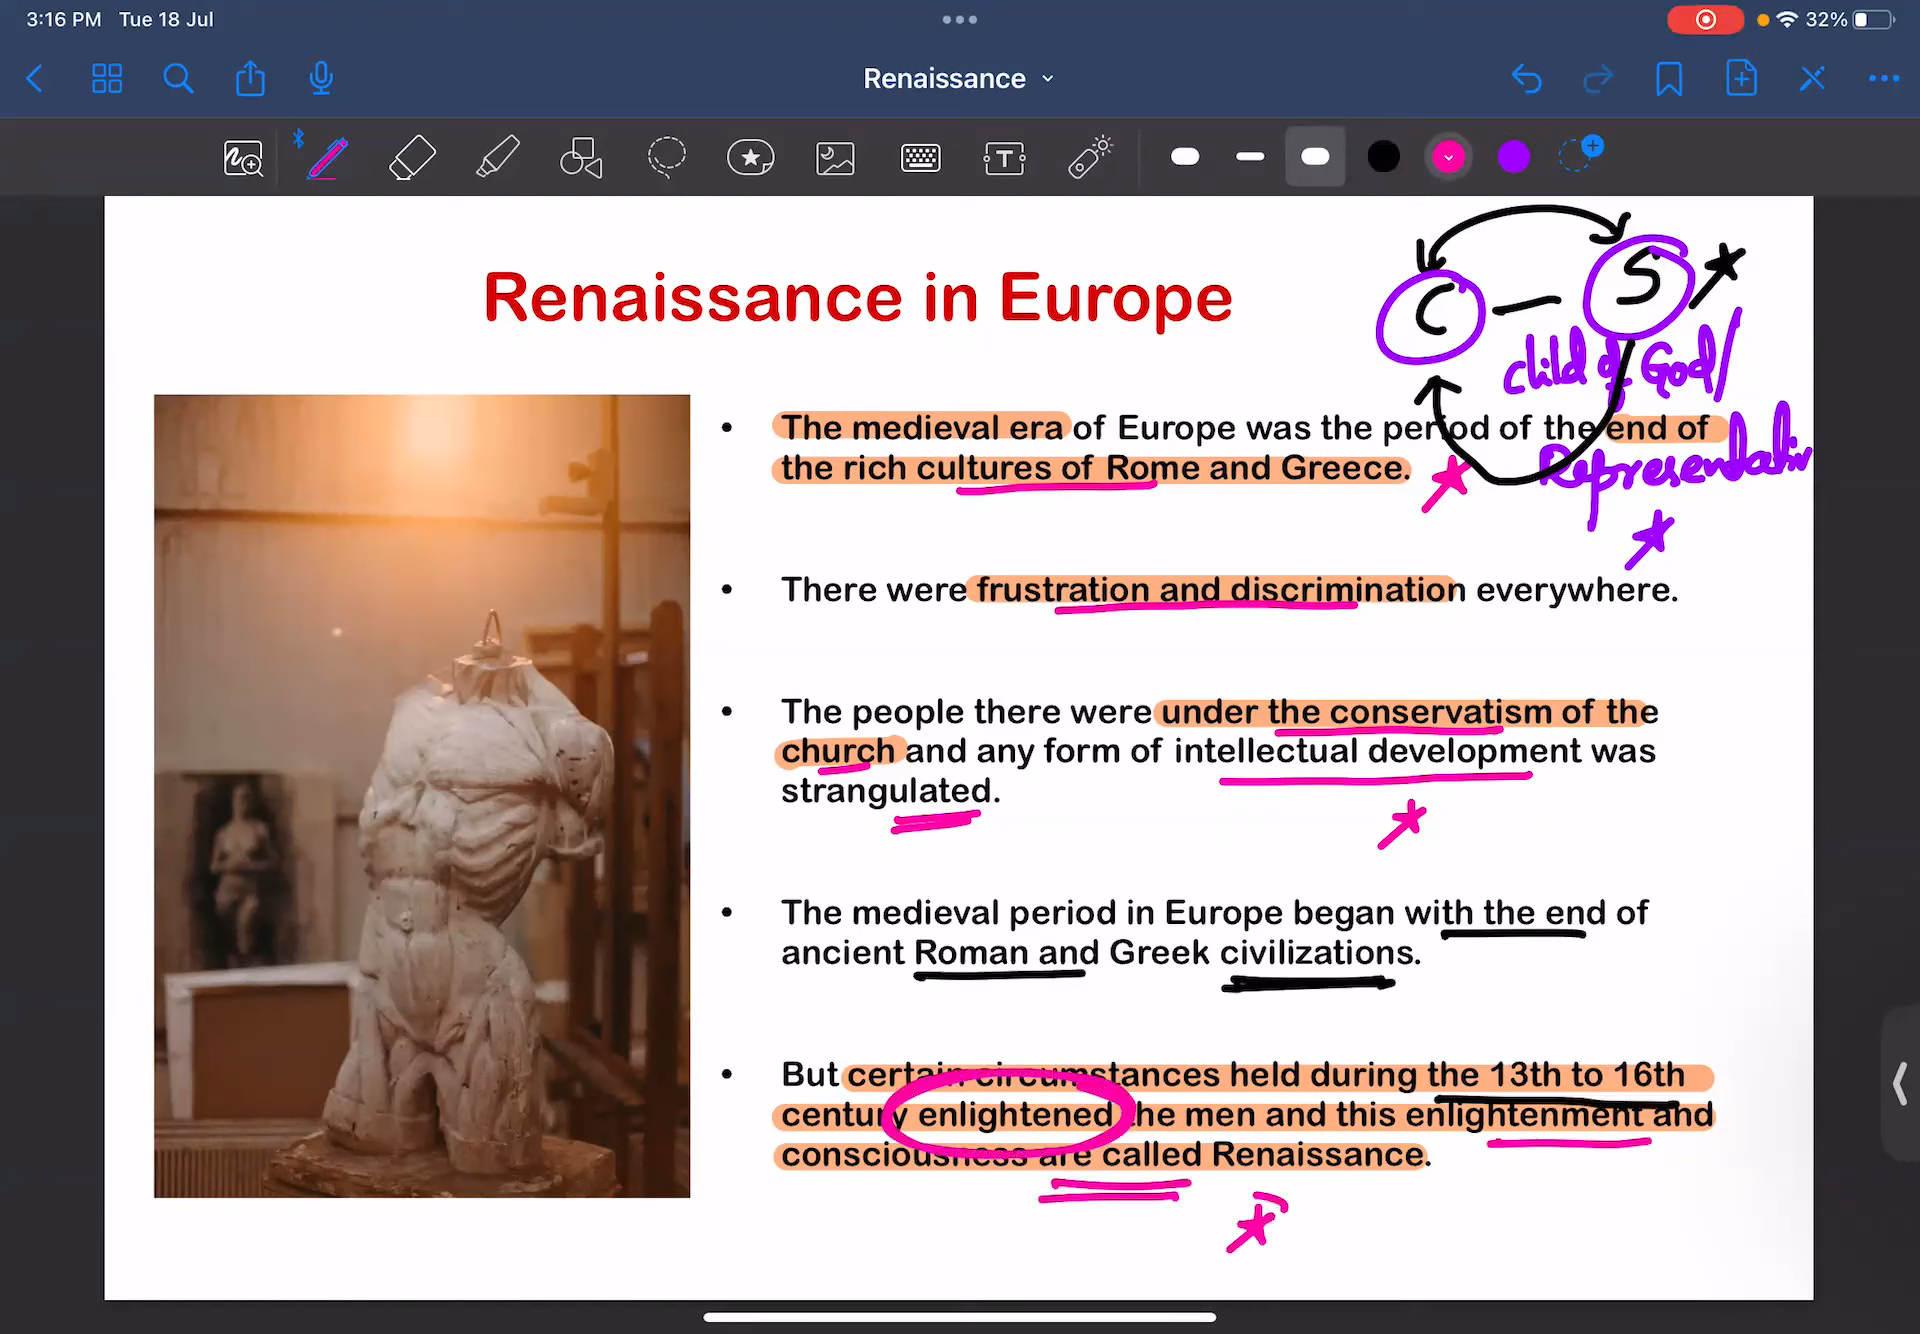 3:16 PM Tue 18 Jul
32%
Renaissance
T
Renaissance in Europe
C — S
child of God/
Representativ
• The medieval era of Europe was the period of the end of
the rich cultures of Rome and Greece.
• There were frustration and discrimination everywhere.
• The people there were under the conservatism of the
church and any form of intellectual development was
strangulated.
• The medieval period in Europe began with the end of
ancient Roman and Greek civilizations.
• But certain circumstances held during the 13th to 16th
century enlightened the men and this enlightenment and
consciousness are called Renaissance.